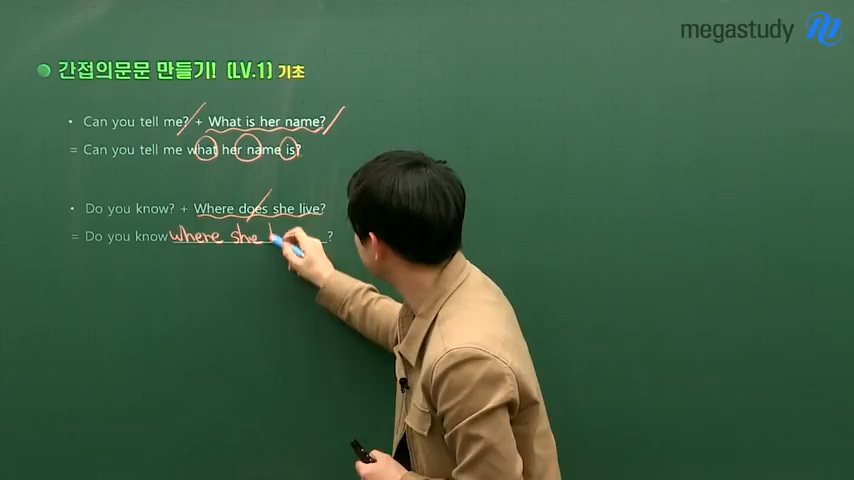 megastudy
간접의문문 만들기! (LV.1) 기초
• Can you tell me? + What is her name?
= Can you tell me what her name is?
• Do you know? + Where does she live?
= Do you know where she ?